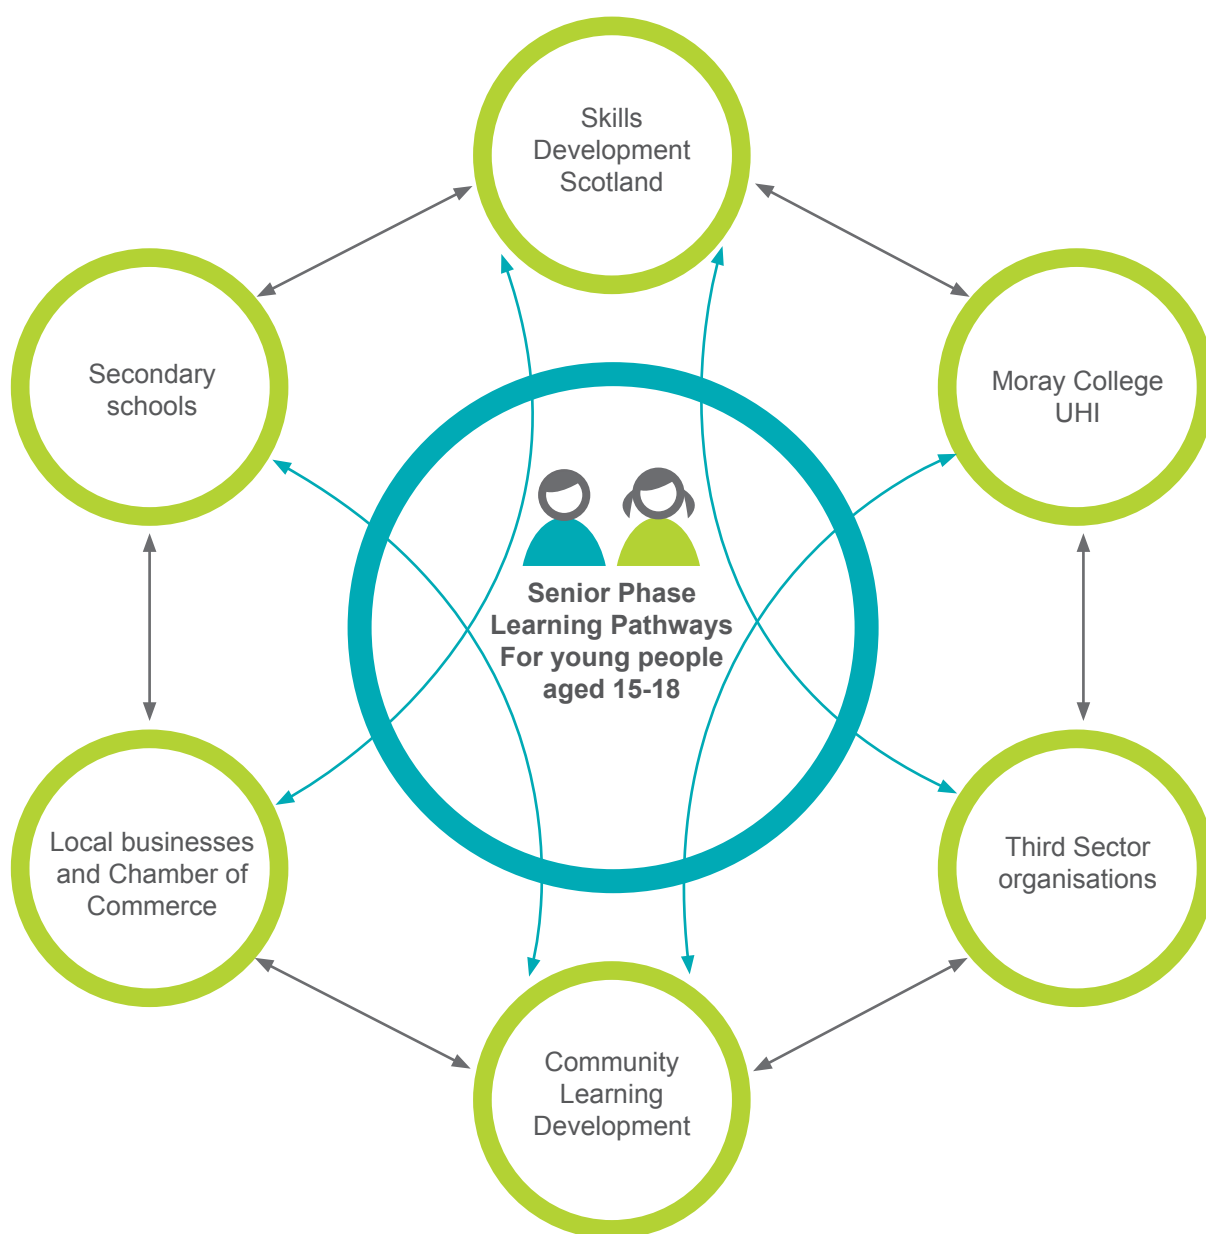 Skills
Development
Scotland
Secondary
schools
Moray College
UHI
Senior Phase
Learning Pathways
For young people
aged 15-18
Local businesses
and Chamber of
Commerce
Third Sector
organisations
Community
Learning
Development